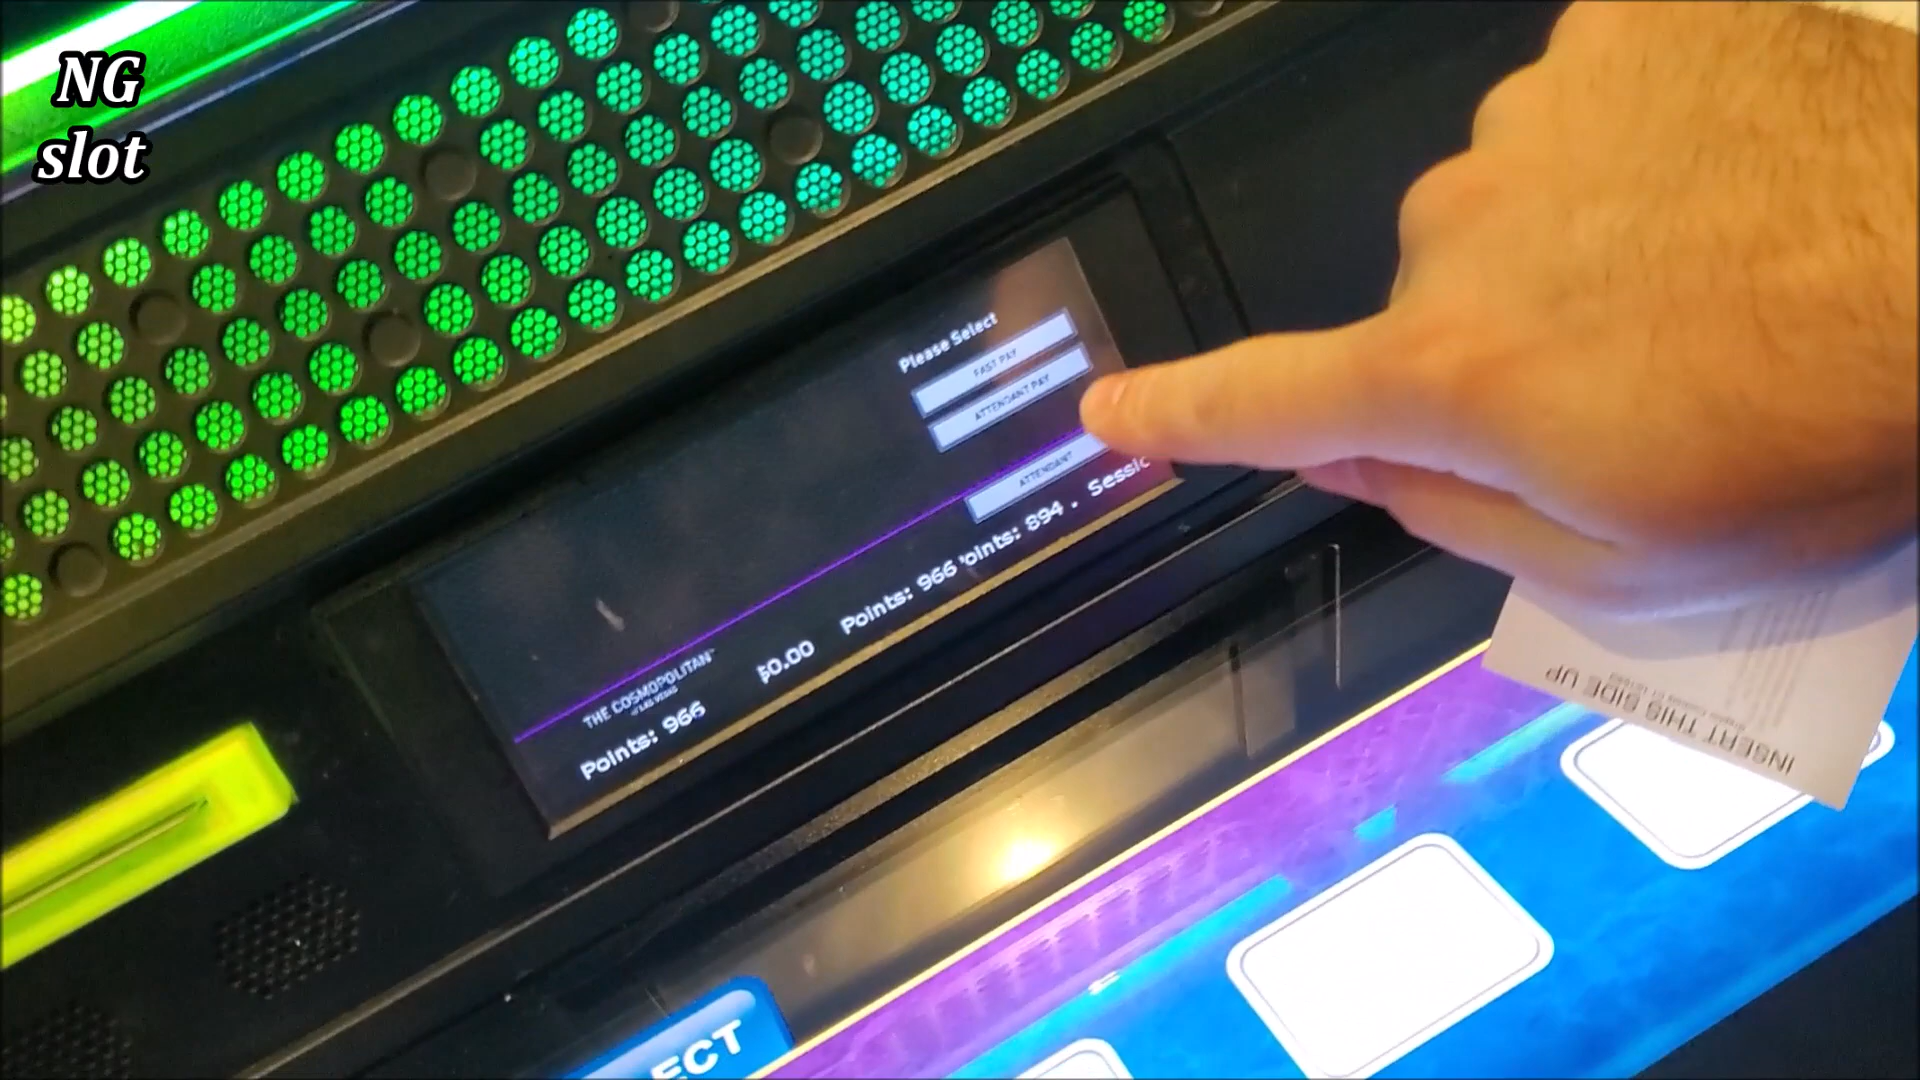 NG
slot
Please Select
FAST PAY
ATTENDANT PAY
ATTENDANT
THE COSMOPOLITAN
Points: 966
$0.00
Points: 966
oints: 894 .
Sessic
INSERT THIS SIDE UP
ECT